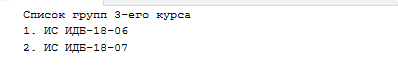 Список групп 3-его курса
1. ИС ИДБ-18-06
2. ИС ИДБ-18-07